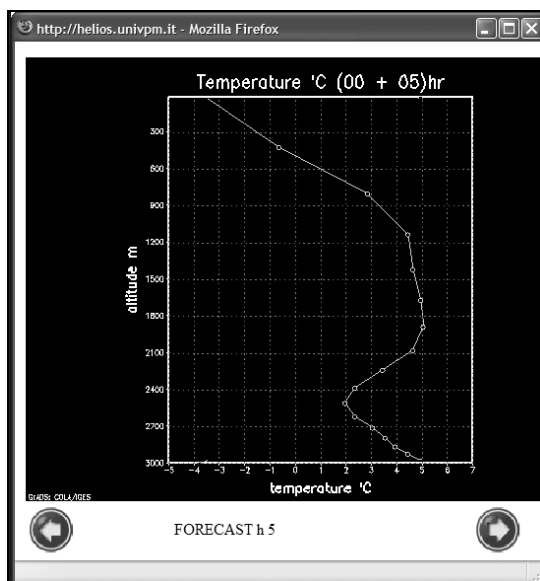 http://helios.univpm.it - Mozilla Firefox
Temperature 'C (00 + 05)hr
300
600
900
1200
1500
1800
2100
2400
2700
3000
altitude m
-5 -4 -3 -2 -1 0 1 2 3 4 5 6 7
temperature 'C
GrADS: COLA/IGES
FORECAST h 5